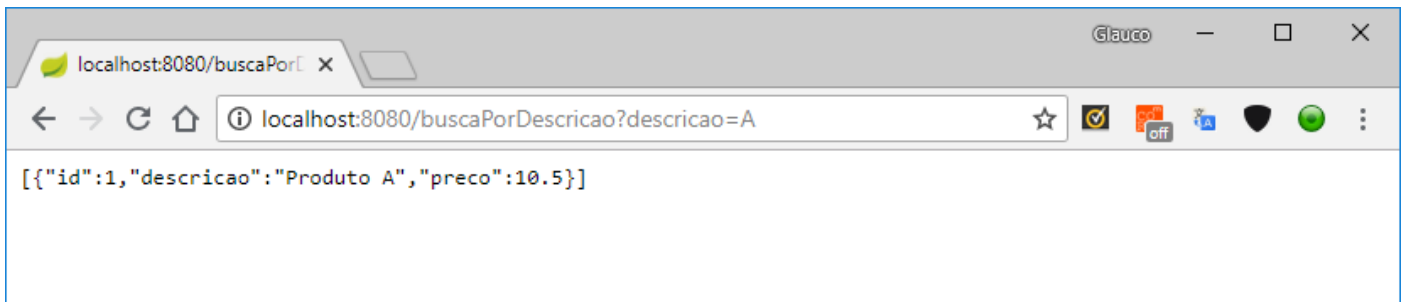 Glauco
localhost:8080/buscaPorD
localhost:8080/buscaPorDescricao?descricao=A
off
[{"id":1,"descricao":"Produto A","preco":10.5}]